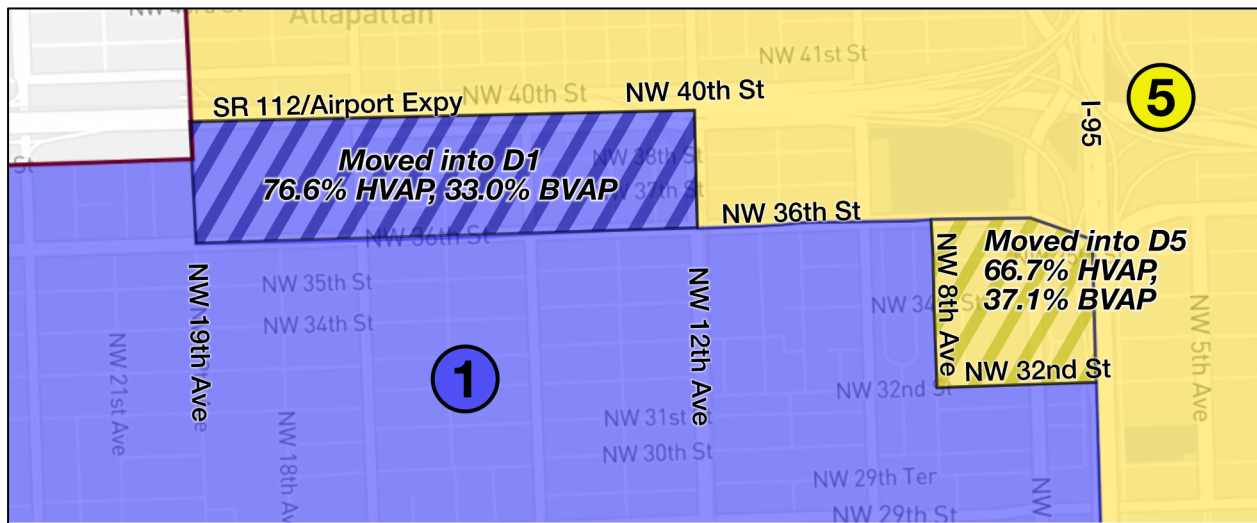 Allapattah
NW 41st St
5
SR 112/Airport Expy
NW 40th St
NW 40th St
I-95
Moved into D1
76.6% HVAP, 33.0% BVAP
NW 38th St
NW 37th St
NW 36th St
NW 36th St
Moved into D5
66.7% HVAP,
37.1% BVAP
NW 35th St
NW 34th St
NW 19th Ave
NW 12th Ave
NW 8th Ave
NW 5th Ave
NW 21st Ave
1
NW 32nd St
NW 32nd St
NW 31st St
NW 30th St
NW 18th Av
NW 29th Ter
NW
NW 29th St